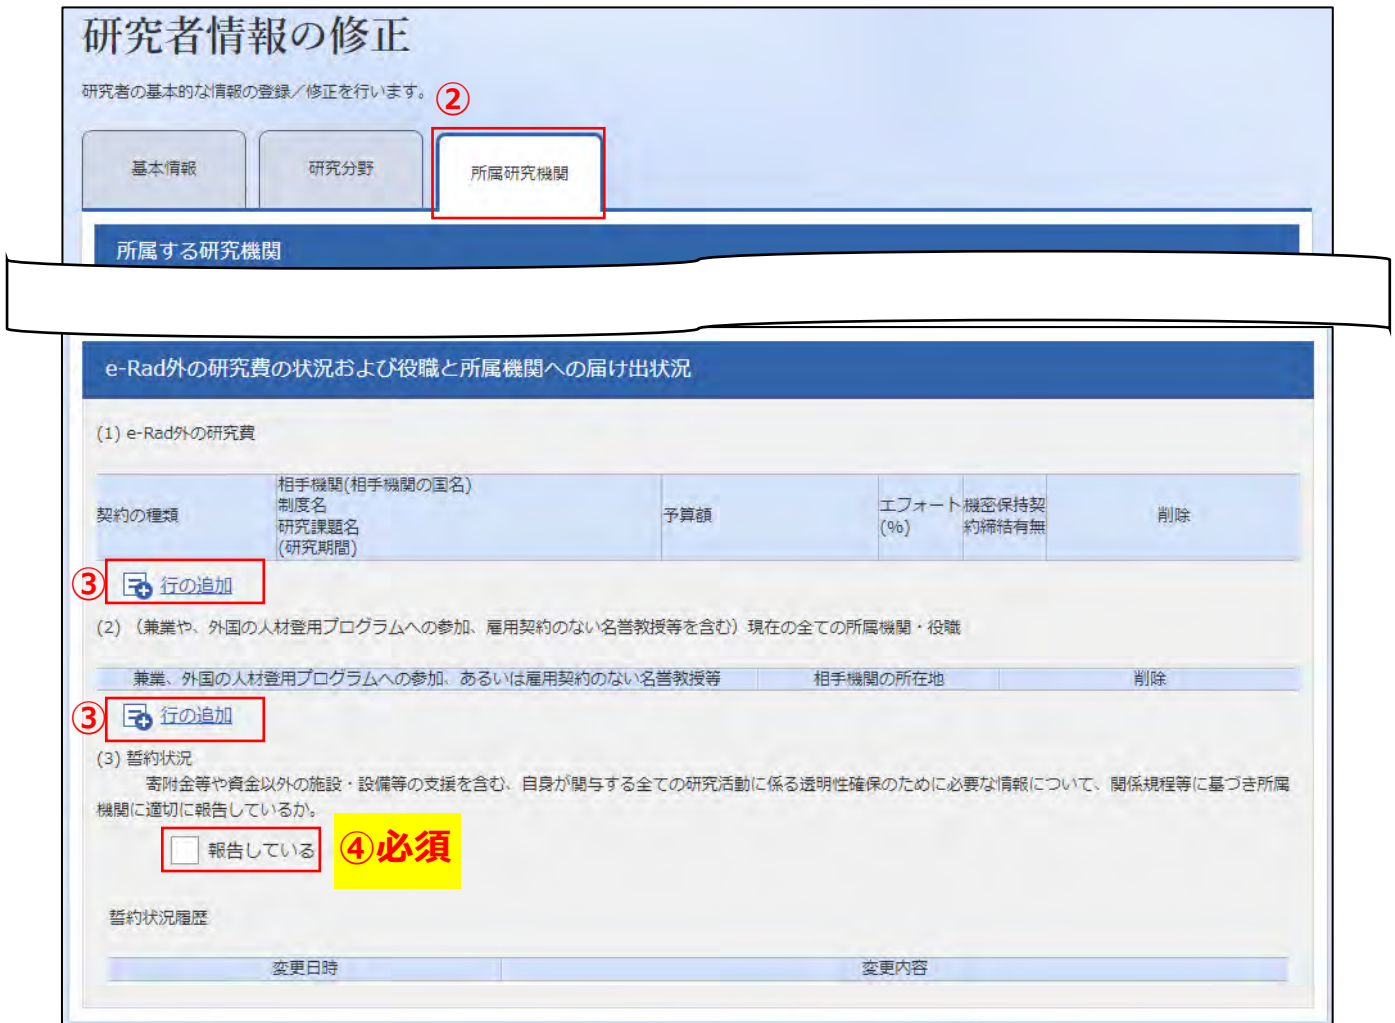 研究者情報の修正
研究者の基本的な情報の登録／修正を行います。
②
基本情報
研究分野
所属研究機関
所属する研究機関
e-Rad外の研究費の状況および役職と所属機関への届け出状況
(1) e-Rad外の研究費
契約の種類
相手機関(相手機関の国名)
制度名
研究課題名
(研究期間)
予算額
エフォート
(%)
機密保持契
約締結有無
削除
③ 行の追加
(2) （兼業や、外国の人材登用プログラムへの参加、雇用契約のない名誉教授等を含む）現在の全ての所属機関・役職
兼業、外国の人材登用プログラムへの参加、あるいは雇用契約のない名誉教授等
相手機関の所在地
削除
③ 行の追加
(3) 誓約状況
寄附金等や資金以外の施設・設備等の支援を含む、自身が関与する全ての研究活動に係る透明性確保のために必要な情報について、関係規程等に基づき所属
機関に適切に報告しているか。
報告している
④必須
誓約状況履歴
変更日時
変更内容